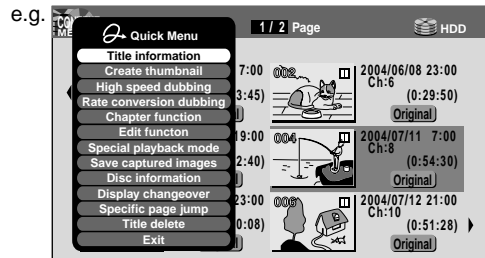 e.g.
Quick Menu
1 / 2 Page
HDD
Title information
Create thumbnail
High speed dubbing
Rate conversion dubbing
Chapter function
Edit functon
Special playback mode
Save captured images
Disc information
Display changeover
Specific page jump
Title delete
Exit
7:00
3:45)
002
2004/06/08 23:00
Ch:6
(0:29:50)
Original
19:00
2:40)
004
2004/07/11 7:00
Ch:8
(0:54:30)
Original
23:00
0:08)
006
2004/07/12 21:00
Ch:10
(0:51:28)
Original